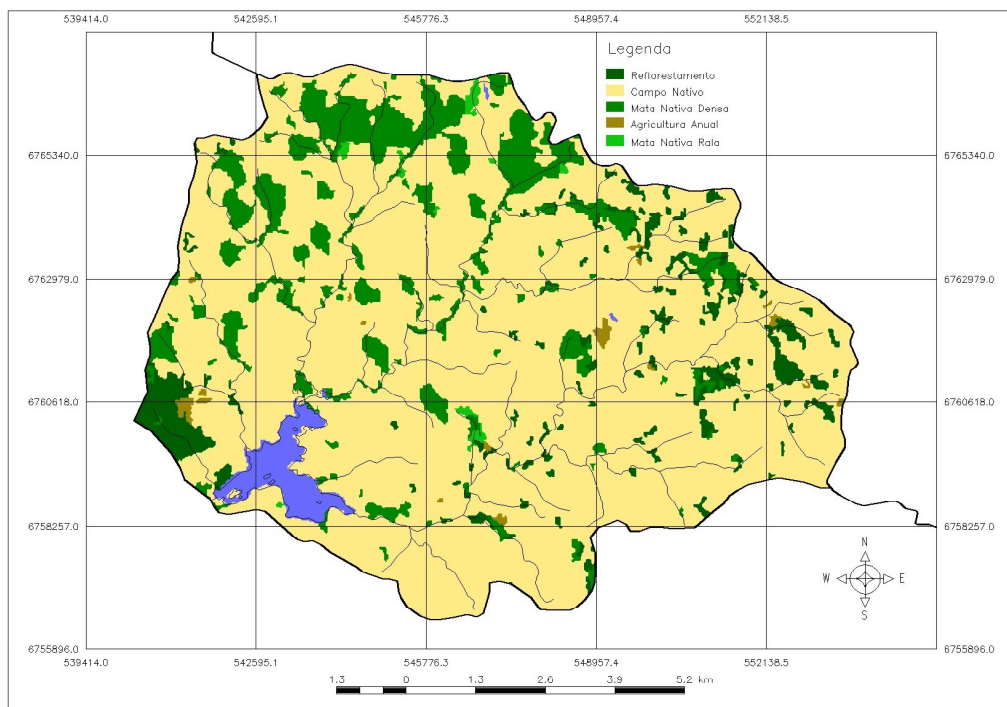 539414.0 542595.1 545776.3 548957.4 552138.5
Legenda
Reflorestamento
Campo Nativo
Mata Nativa Densa
Agricultura Anual
Mata Nativa Rala
6765340.0 6765340.0
6762979.0 6762979.0
6760618.0 6760618.0
6758257.0 6758257.0
N
W E
S
6755896.0 6755896.0
539414.0 542595.1 545776.3 548957.4 552138.5
1.3 0 1.3 2.6 3.9 5.2 km